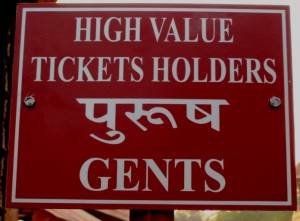 HIGH VALUE
TICKETS HOLDERS
पुरूष
GENTS